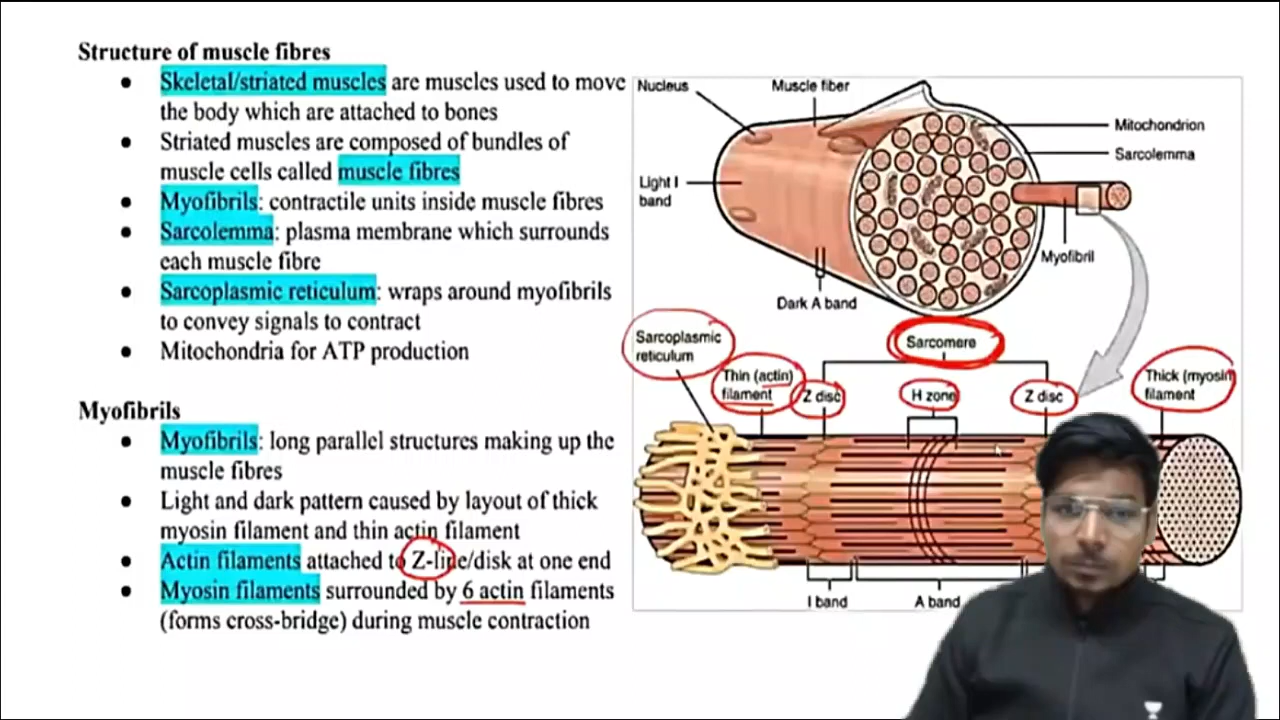 Structure of muscle fibres
● Skeletal/striated muscles are muscles used to move
the body which are attached to bones
● Striated muscles are composed of bundles of
muscle cells called muscle fibres
● Myofibrils: contractile units inside muscle fibres
● Sarcolemma: plasma membrane which surrounds
each muscle fibre
● Sarcoplasmic reticulum: wraps around myofibrils
to convey signals to contract
● Mitochondria for ATP production
Myofibrils
● Myofibrils: long parallel structures making up the
muscle fibres
● Light and dark pattern caused by layout of thick
myosin filament and thin actin filament
● Actin filaments attached to Z-line/disk at one end
● Myosin filaments surrounded by 6 actin filaments
(forms cross-bridge) during muscle contraction
Nucleus
Muscle fiber
Mitochondrion
Sarcolemma
Light I
band
Myofibril
Dark A band
Sarcoplasmic
reticulum
Sarcomere
Thin (actin)
filament
Z disc
H zone
Z disc
Thick (myosin
filament
I band
A band